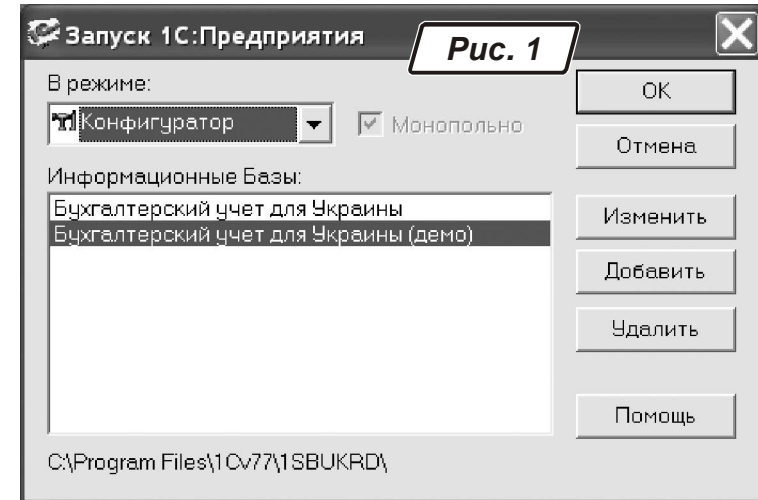 Запуск 1С:Предприятия
Рис. 1
В режиме:
Конфигуратор
Монопольно
Информационные Базы:
Бухгалтерский учет для Украины
Бухгалтерский учет для Украины (демо)
C:\Program Files\1Cv77\1SBUKRD\
OK
Отмена
Изменить
Добавить
Удалить
Помощь